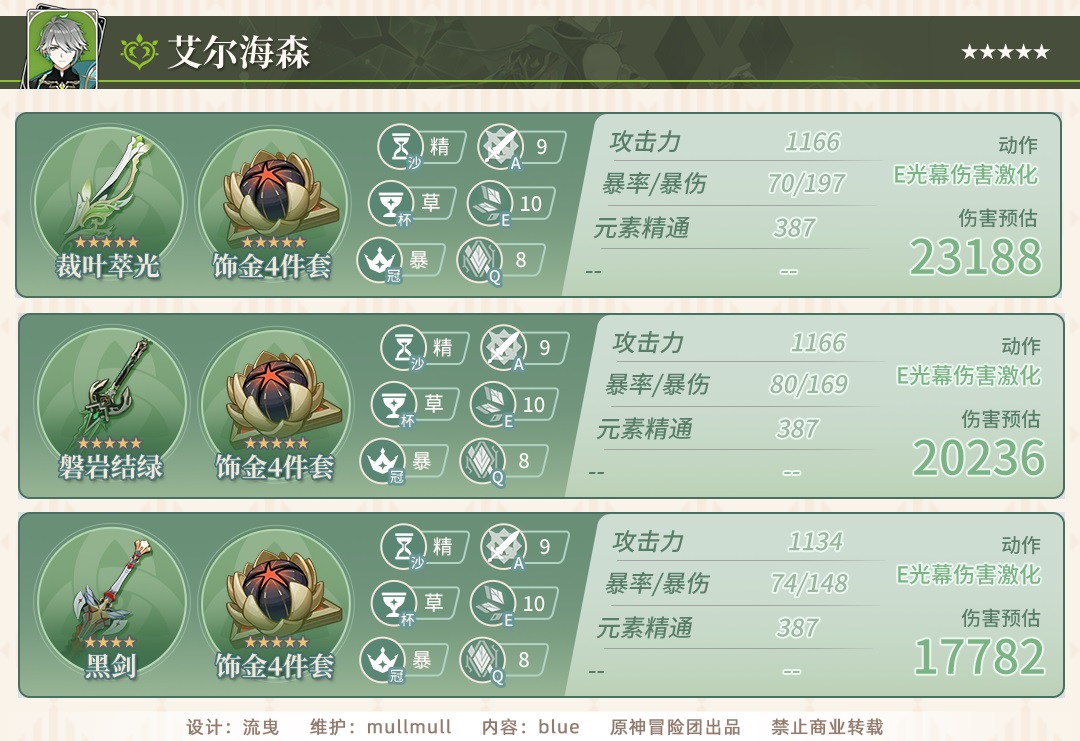 艾尔海森
★★★★★
沙 精
A 9
攻击力 1166
动作
杯 草
E 10
暴率/暴伤 70/197
E光幕伤害激化
元素精通 387
伤害预估
冠 暴
Q 8
-- --
23188
★★★★★
裁叶萃光
★★★★★
饰金4件套
沙 精
A 9
攻击力 1166
动作
杯 草
E 10
暴率/暴伤 80/169
E光幕伤害激化
元素精通 387
伤害预估
冠 暴
Q 8
-- --
20236
★★★★★
磐岩结绿
★★★★★
饰金4件套
沙 精
A 9
攻击力 1134
动作
杯 草
E 10
暴率/暴伤 74/148
E光幕伤害激化
元素精通 387
伤害预估
冠 暴
Q 8
-- --
17782
★★★★
黑剑
★★★★★
饰金4件套
设计：流曳 维护：mullmull 内容：blue 原神冒险团出品 禁止商业转载